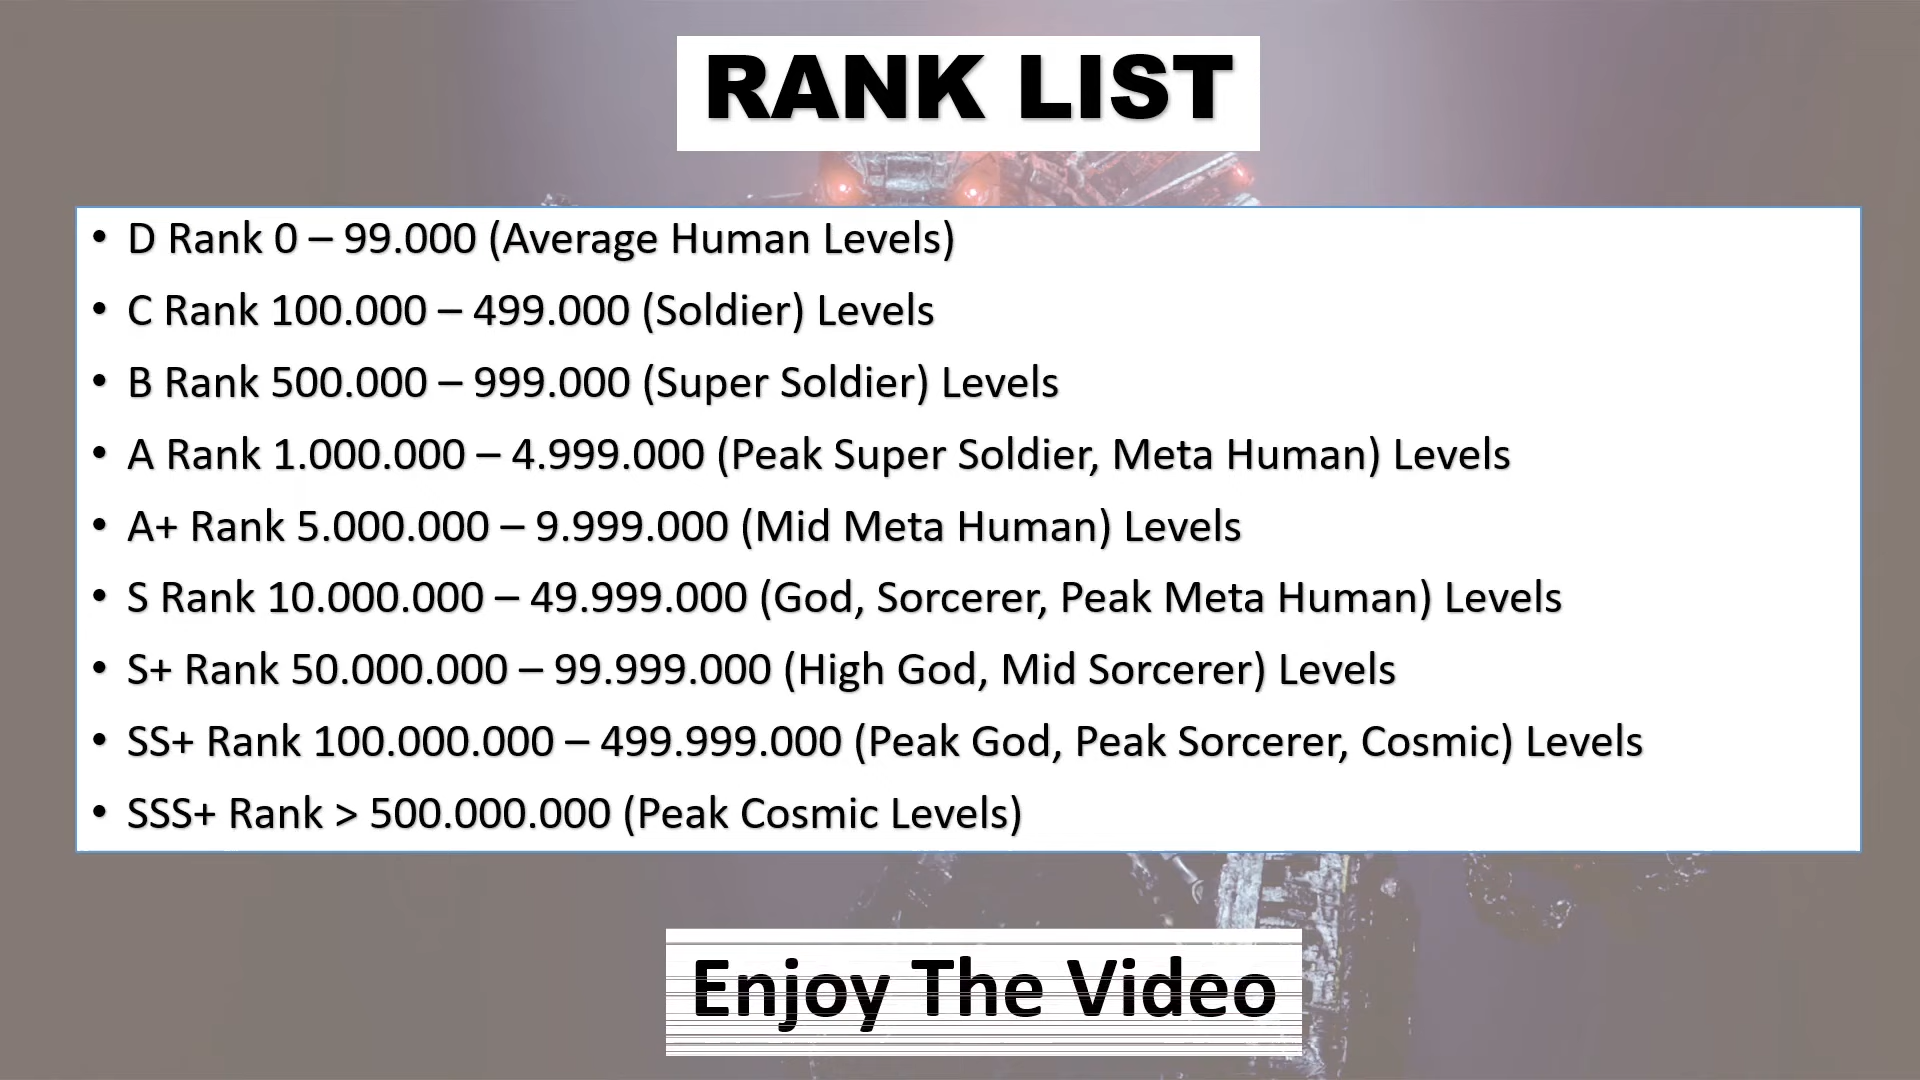 RANK LIST
• D Rank 0 – 99.000 (Average Human Levels)
• C Rank 100.000 – 499.000 (Soldier) Levels
• B Rank 500.000 – 999.000 (Super Soldier) Levels
• A Rank 1.000.000 – 4.999.000 (Peak Super Soldier, Meta Human) Levels
• A+ Rank 5.000.000 – 9.999.000 (Mid Meta Human) Levels
• S Rank 10.000.000 – 49.999.000 (God, Sorcerer, Peak Meta Human) Levels
• S+ Rank 50.000.000 – 99.999.000 (High God, Mid Sorcerer) Levels
• SS+ Rank 100.000.000 – 499.999.000 (Peak God, Peak Sorcerer, Cosmic) Levels
• SSS+ Rank > 500.000.000 (Peak Cosmic Levels)
Enjoy The Video